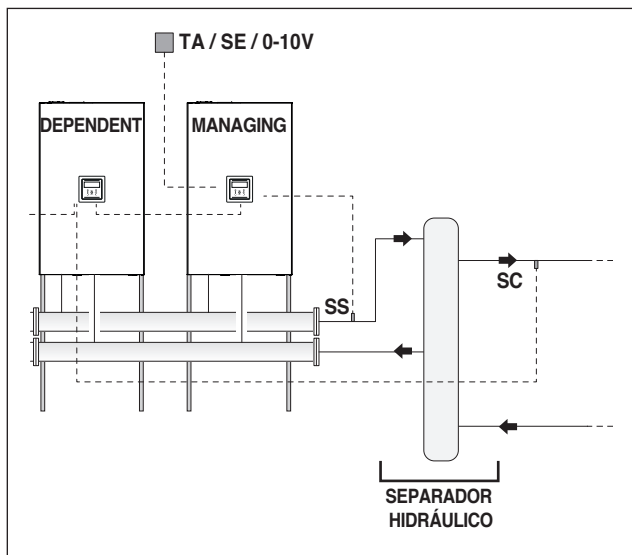 TA / SE / 0-10V
DEPENDENT
MANAGING
SS
SC
SEPARADOR
HIDRÁULICO